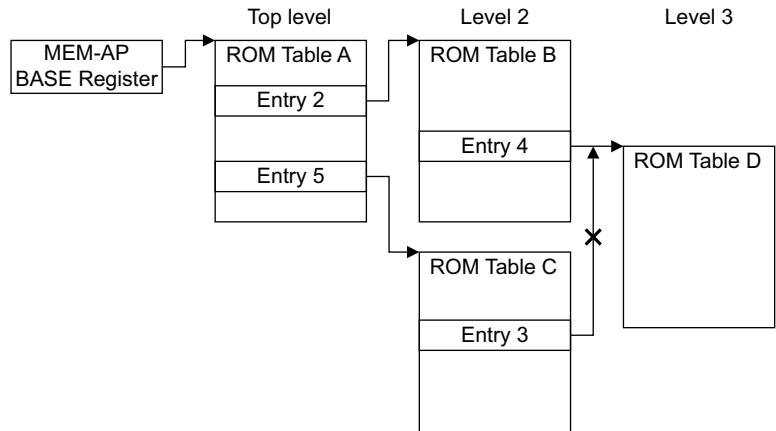 Top level
Level 2
Level 3
MEM-AP
BASE Register
ROM Table A
ROM Table B
Entry 2
Entry 4
ROM Table D
Entry 5
ROM Table C
Entry 3